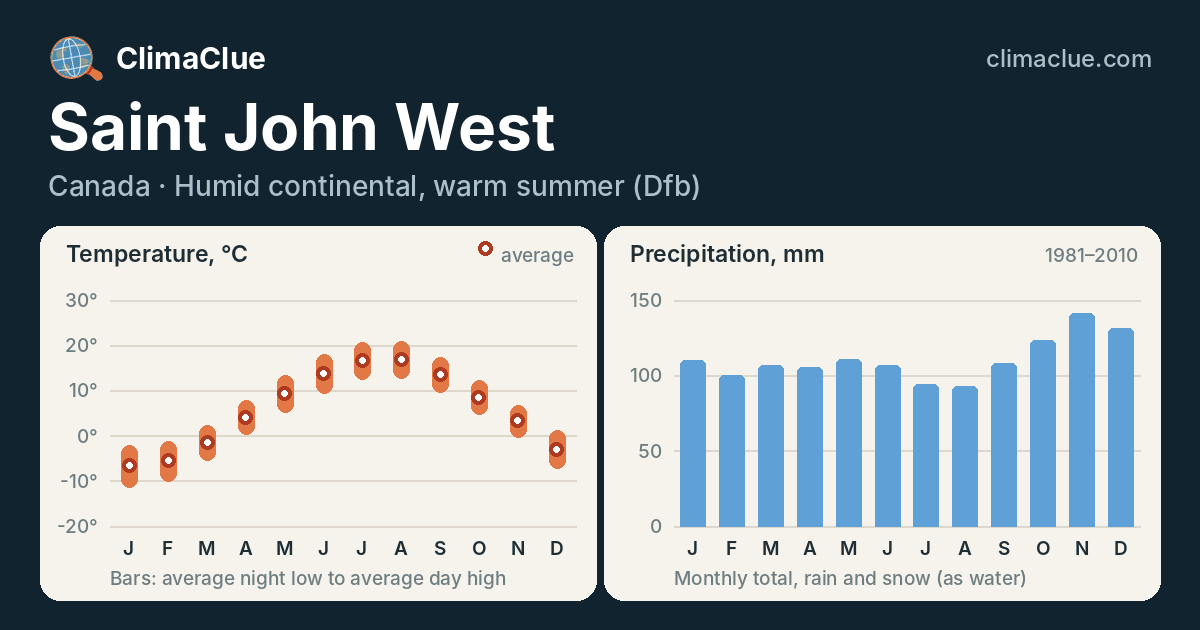 ClimaClue
climaclue.com
Saint John West
Canada · Humid continental, warm summer (Dfb)
Temperature, °C
average
30°
20°
10°
0°
-10°
-20°
J F M A M J J A S O N D
Bars: average night low to average day high
Precipitation, mm
1981–2010
150
100
50
0
J F M A M J J A S O N D
Monthly total, rain and snow (as water)